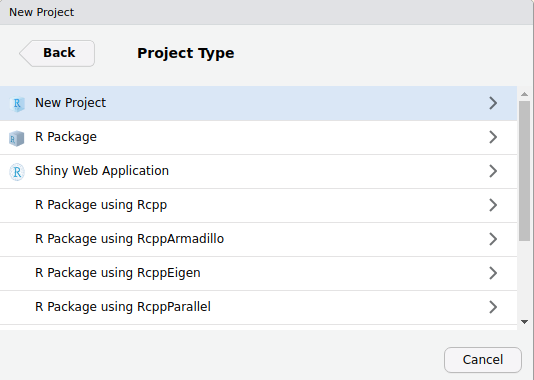 New Project
Back
Project Type
New Project
R Package
Shiny Web Application
R Package using Rcpp
R Package using RcppArmadillo
R Package using RcppEigen
R Package using RcppParallel
Cancel